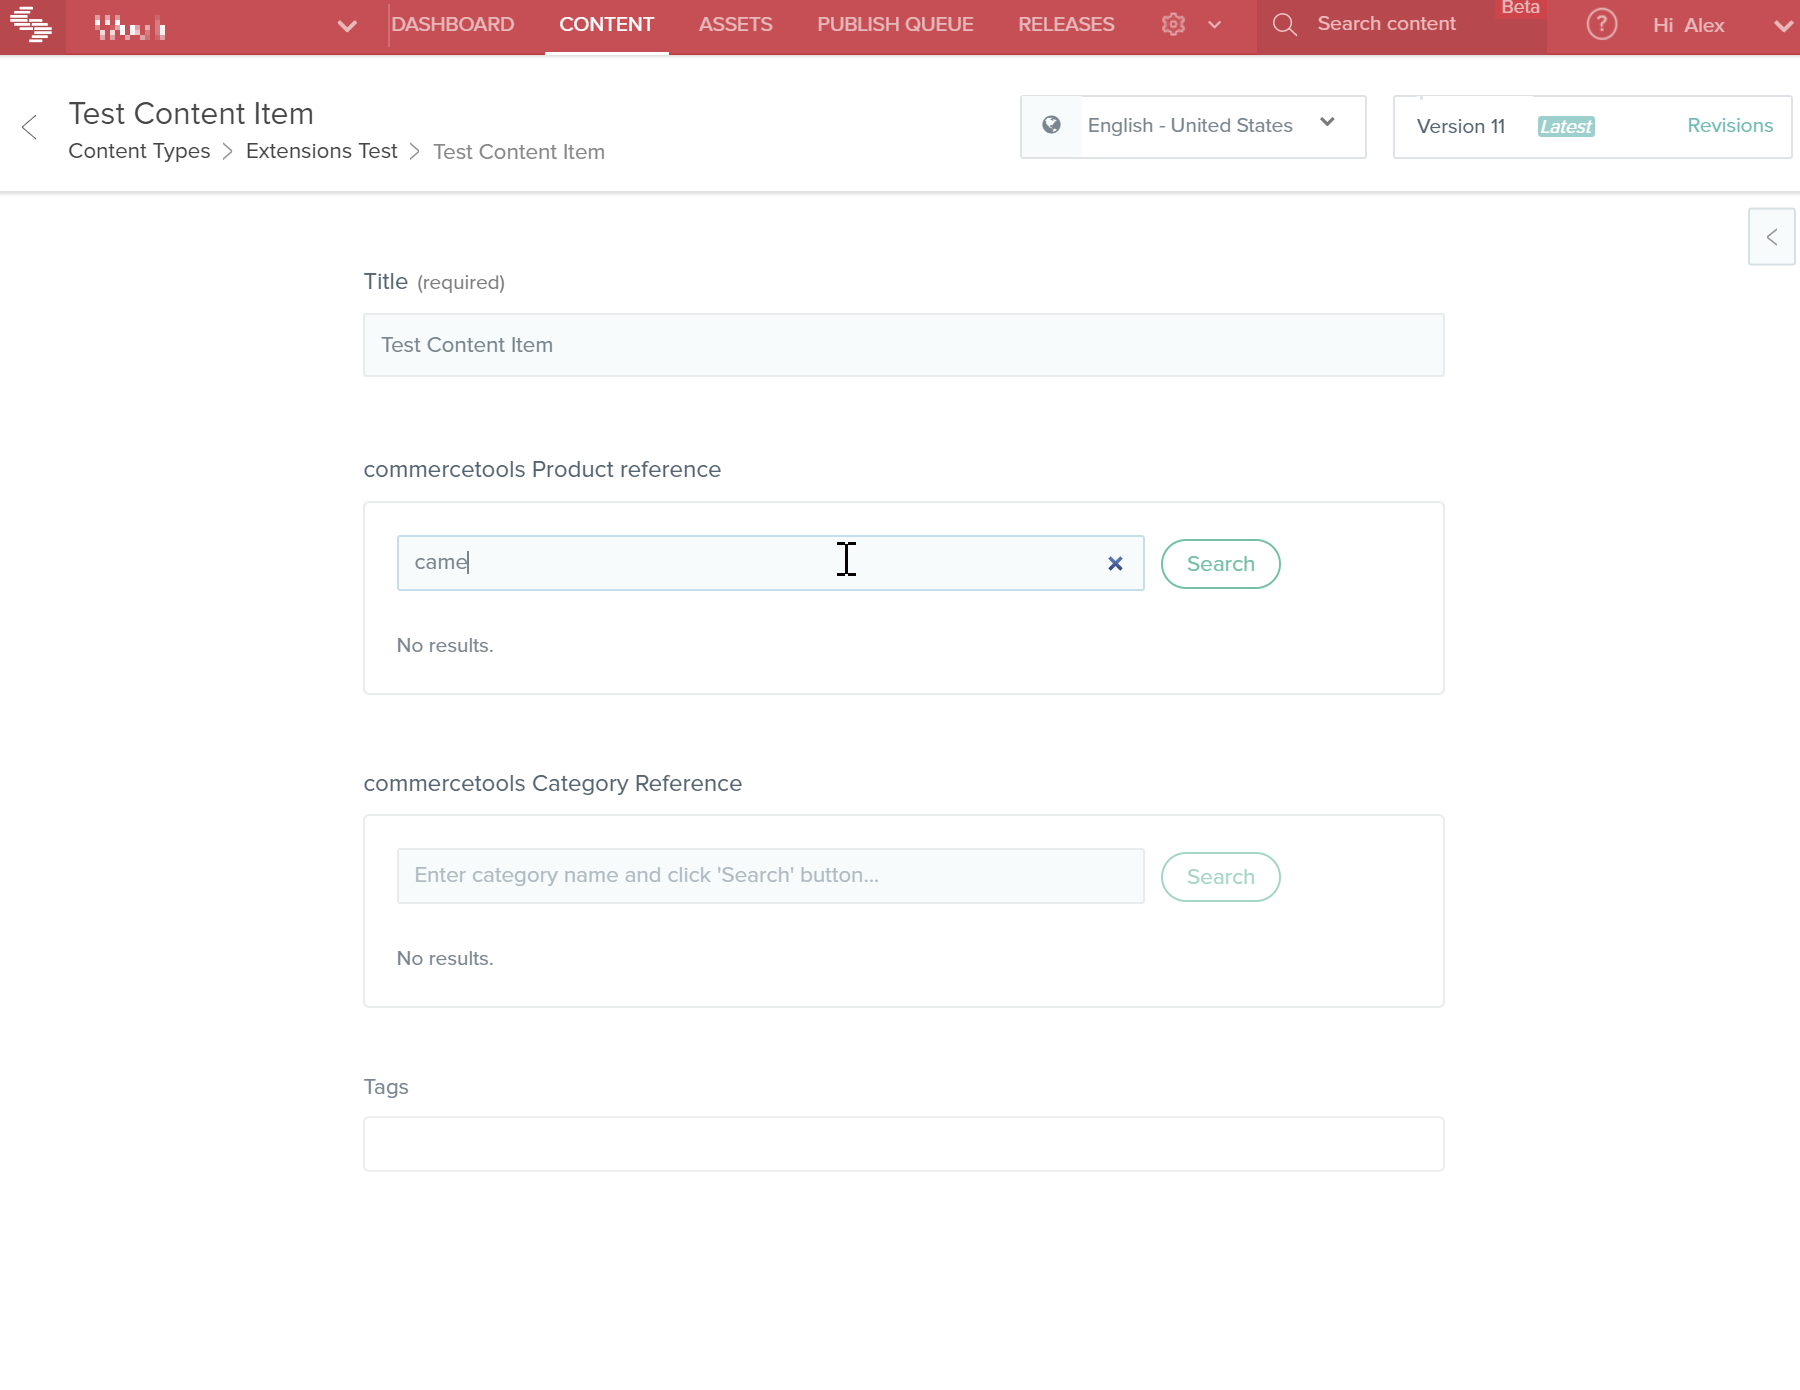 DASHBOARD CONTENT ASSETS PUBLISH QUEUE RELEASES Search content Beta ? Hi Alex
Test Content Item
Content Types > Extensions Test > Test Content Item
English - United States
Version 11 Latest Revisions
Title (required)
Test Content Item
commercetools Product reference
came Search
No results.
commercetools Category Reference
Enter category name and click 'Search' button... Search
No results.
Tags